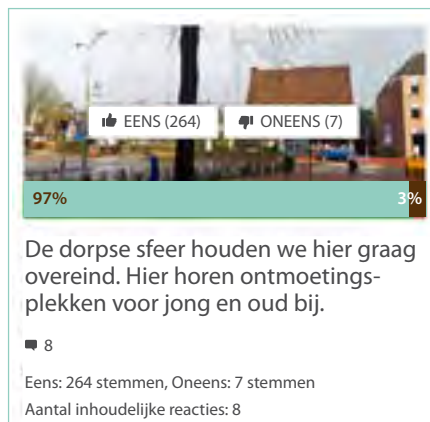 EENS (264) ONEENS (7)
97% 3%
De dorpse sfeer houden we hier graag
overeind. Hier horen ontmoetings-
plekken voor jong en oud bij.
8
Eens: 264 stemmen, Oneens: 7 stemmen
Aantal inhoudelijke reacties: 8